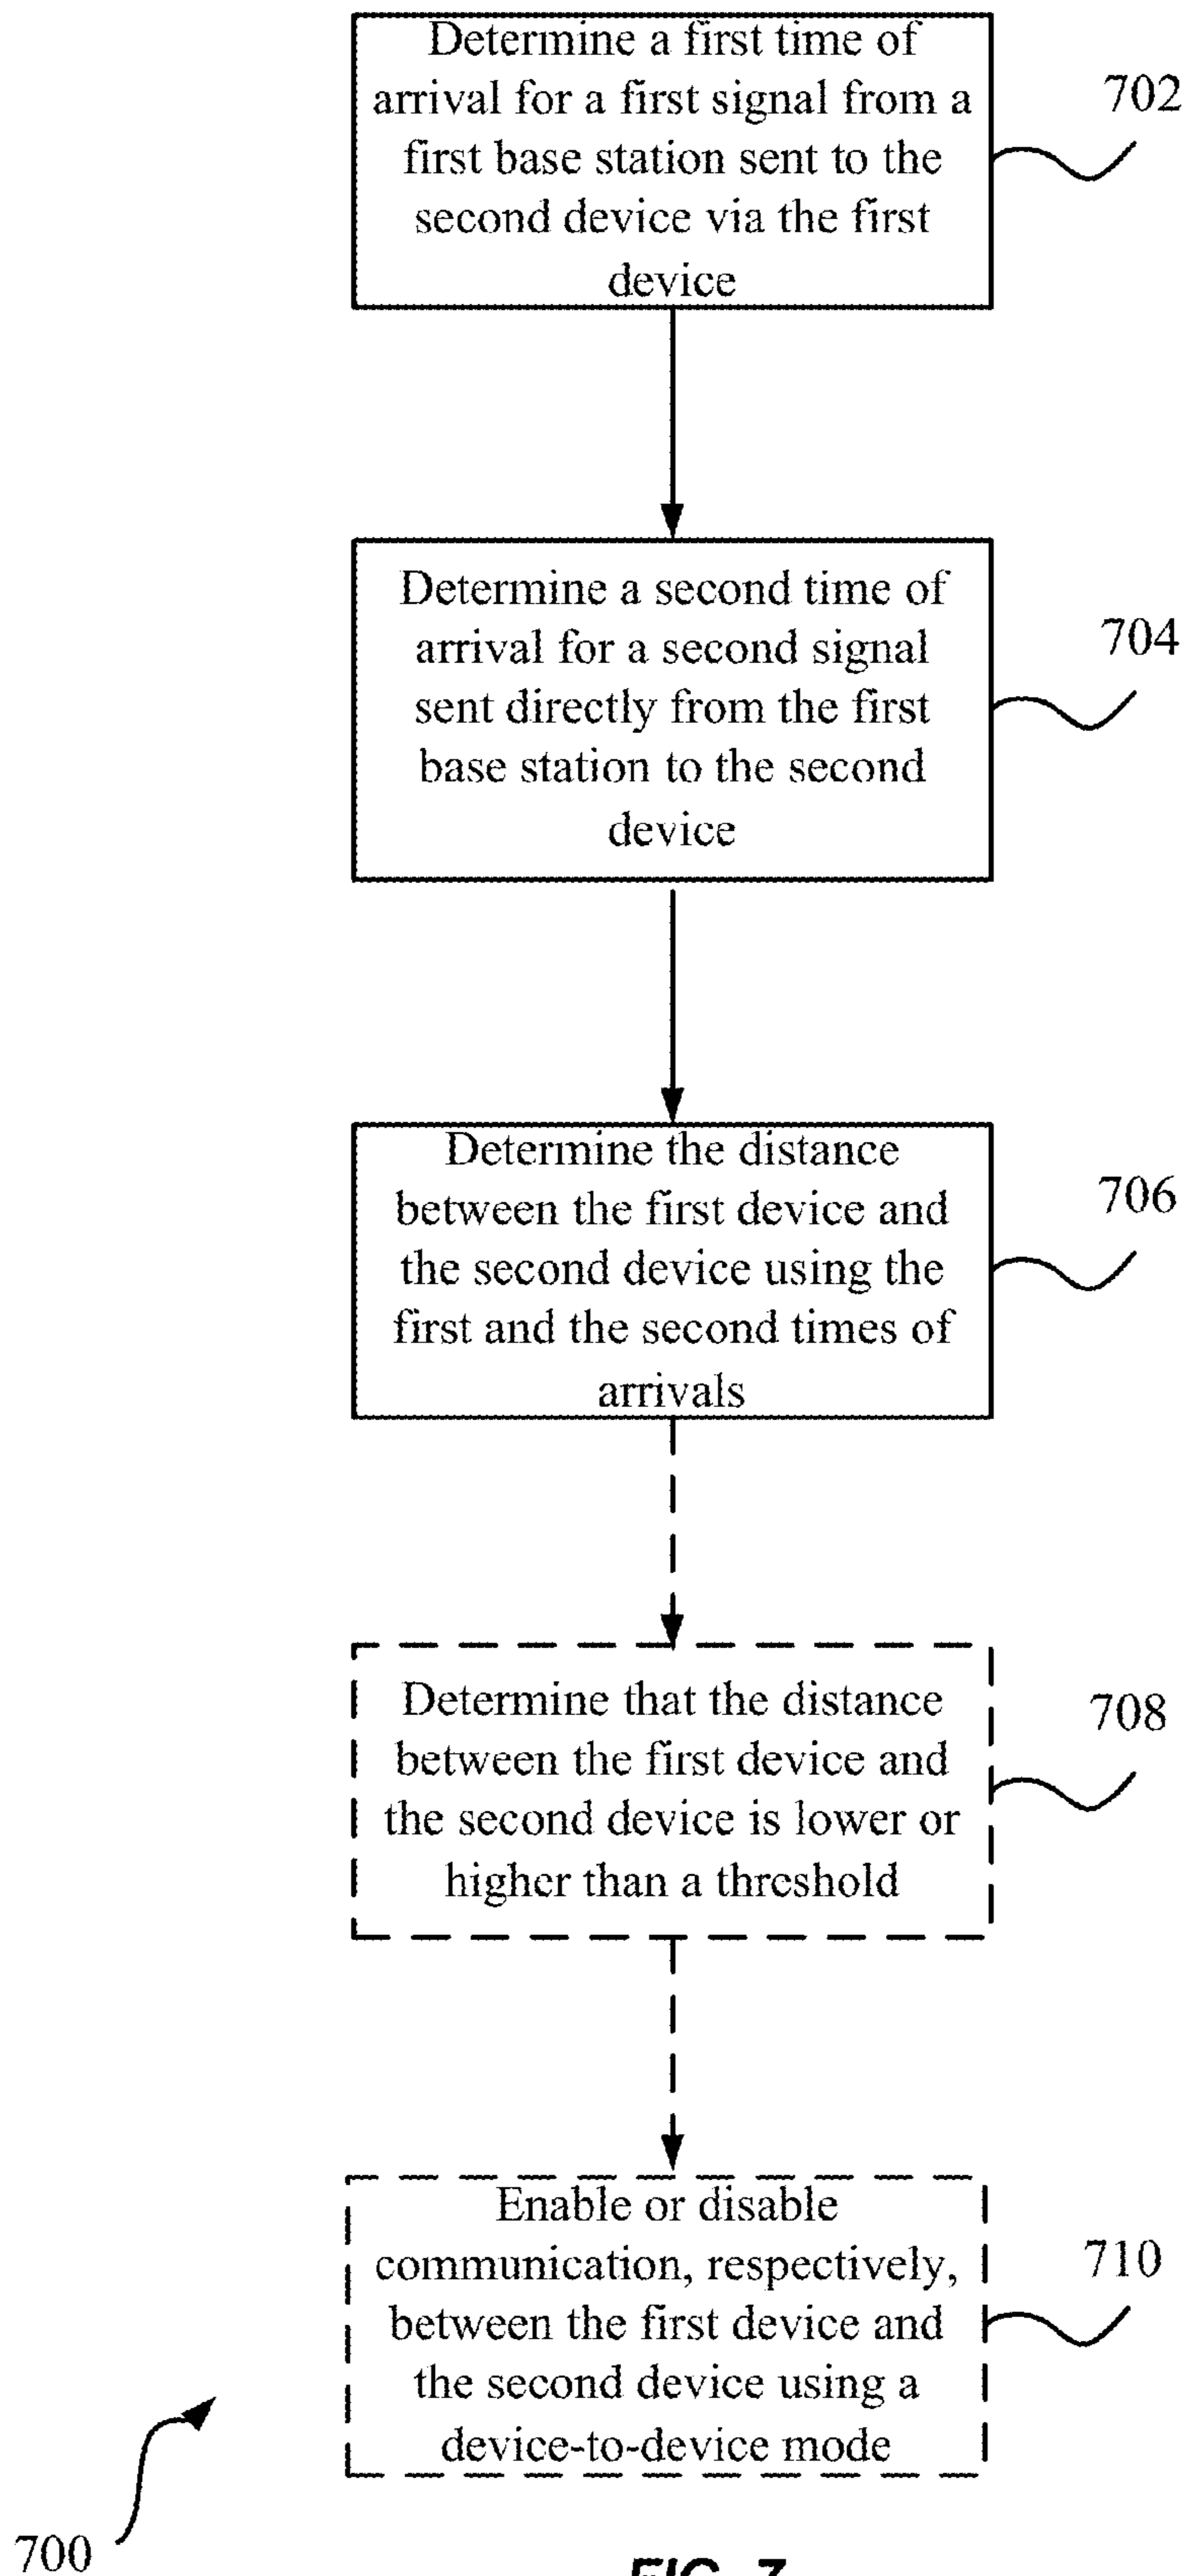 Determine a first time of
arrival for a first signal from a
first base station sent to the
second device via the first
device
702
Determine a second time of
arrival for a second signal
sent directly from the first
base station to the second
device
704
Determine the distance
between the first device and
the second device using the
first and the second times of
arrivals
706
Determine that the distance
between the first device and
the second device is lower or
higher than a threshold
708
Enable or disable
communication, respectively,
between the first device and
the second device using a
device-to-device mode
710
700
FIG. 7